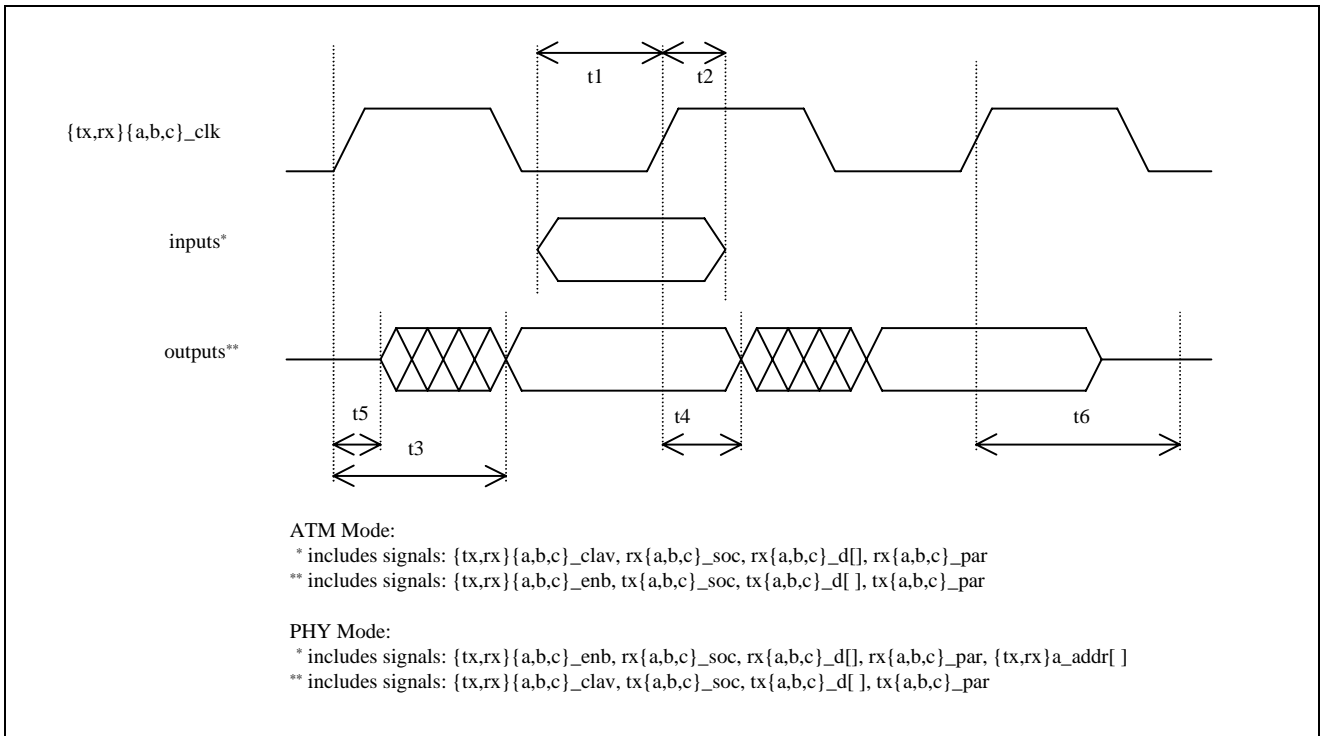 t1
t2
{tx,rx}{a,b,c}_clk
inputs*
outputs**
t5
t4
t6
t3
ATM Mode:
* includes signals: {tx,rx}{a,b,c}_clav, rx{a,b,c}_soc, rx{a,b,c}_d[], rx{a,b,c}_par
** includes signals: {tx,rx}{a,b,c}_enb, tx{a,b,c}_soc, tx{a,b,c}_d[ ], tx{a,b,c}_par
PHY Mode:
* includes signals: {tx,rx}{a,b,c}_enb, rx{a,b,c}_soc, rx{a,b,c}_d[], rx{a,b,c}_par, {tx,rx}a_addr[ ]
** includes signals: {tx,rx}{a,b,c}_clav, tx{a,b,c}_soc, tx{a,b,c}_d[ ], tx{a,b,c}_par